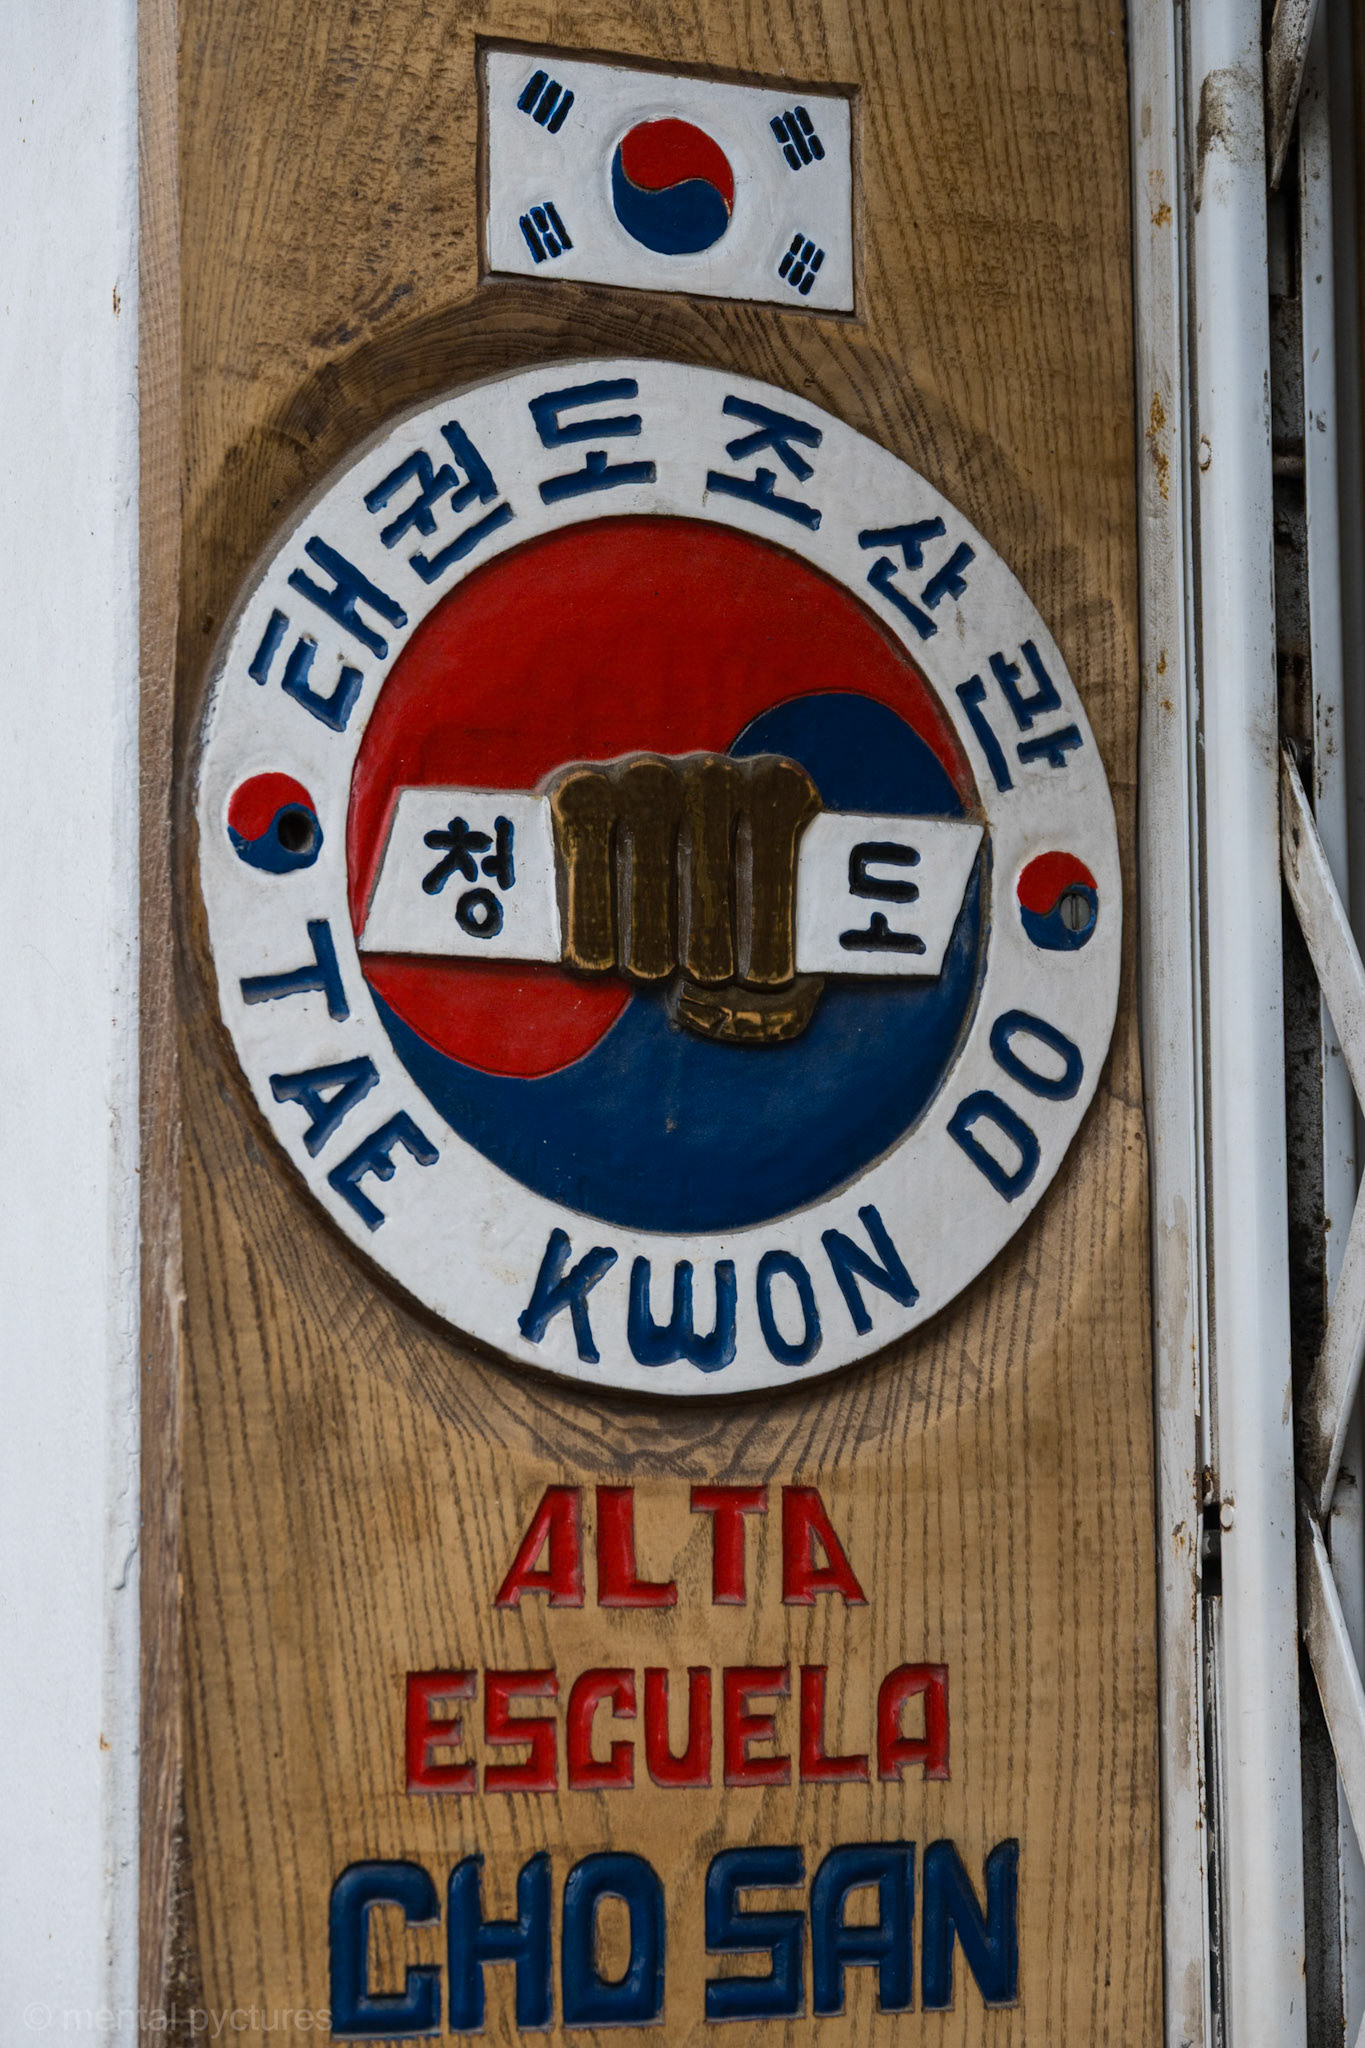 태권도 조산관
청 도
TAE KWON DO
ALTA
ESCUELA
CHO SAN
© mental pyctures